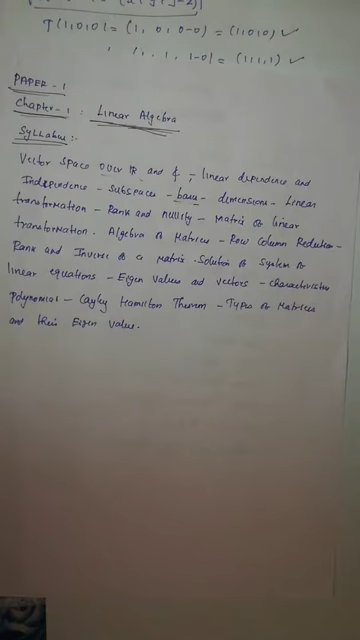 T(1,0,0) = (1, 0, 0-0) = (1,0,0) ✓
, 1, 1, 1-0) = (1,1,1) ✓
PAPER - 1
Chapter - 1 : Linear Algebra
Syllabus :-
Vector Space over R and ₵ - linear dependence and
Independence - Subspaces - bases - dimensions - Linear
transformation - Rank and nullity - Matrix of linear
transformation. Algebra of Matrices - Row Column Reduction -
Rank and Inverse of a matrix. Solution of System of
linear equations - Eigen Values and vectors - characteristic
polynomial - Cayley Hamilton Theorem - Types of Matrices
and their Eigen value.